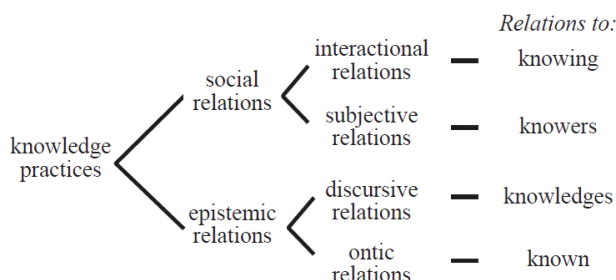 Relations to:
interactional
relations
knowing
social
relations
subjective
relations
knowers
knowledge
practices
discursive
relations
knowledges
epistemic
relations
ontic
relations
known